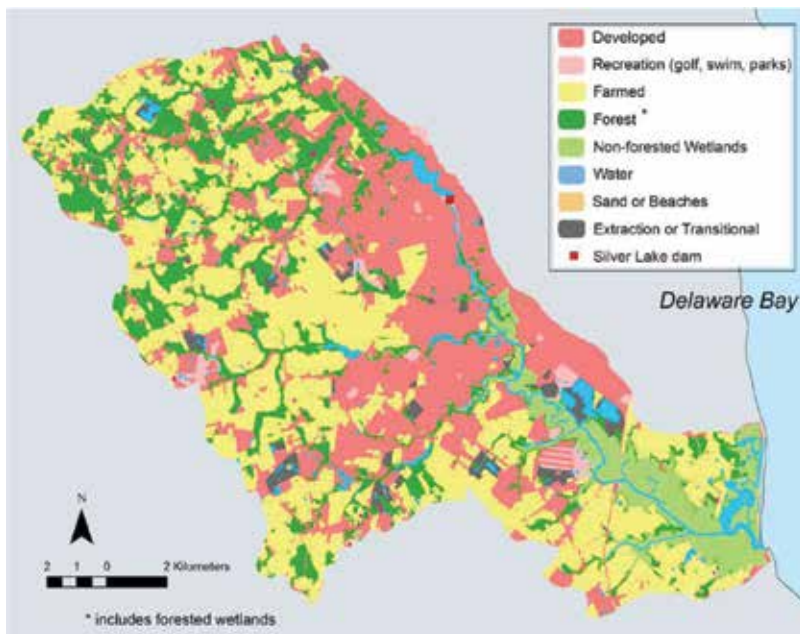 Developed
Recreation (golf, swim, parks)
Farmed
Forest *
Non-forested Wetlands
Water
Sand or Beaches
Extraction or Transitional
Silver Lake dam
Delaware Bay
N
2 1 0 2 Kilometers
* includes forested wetlands